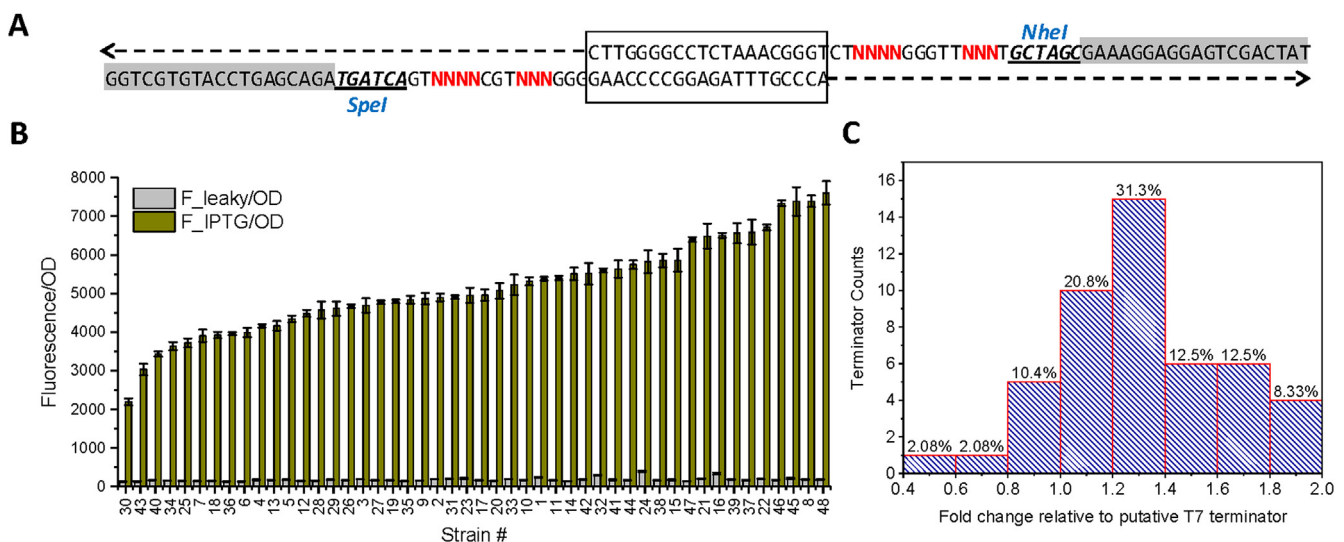 A
NheI
CTTGGGGCCTCTAAACGGGTCTNNNNGGGTTNNNTGCTAGCGAAAGGAGGAGTCGACTAT
GGTCGTGTACCTGAGCAGATGATCAGTNNNNCGTNNNGGGGAACCCCGGAGATTTGCCCA
SpeI
B
8000
7000
6000
5000
4000
3000
2000
1000
0
Fluorescence/OD
F_leaky/OD
F_IPTG/OD
30 43 40 34 25 7 18 36 6 4 13 5 12 28 29 26 3 27 19 35 9 2 31 23 17 20 33 10 1 11 14 42 32 41 44 24 38 15 47 21 16 39 37 22 46 45 8 48
Strain #
C
16
14
12
10
8
6
4
2
0
Terminator Counts
2.08%
2.08%
10.4%
20.8%
31.3%
12.5%
12.5%
8.33%
0.4 0.6 0.8 1.0 1.2 1.4 1.6 1.8 2.0
Fold change relative to putative T7 terminator